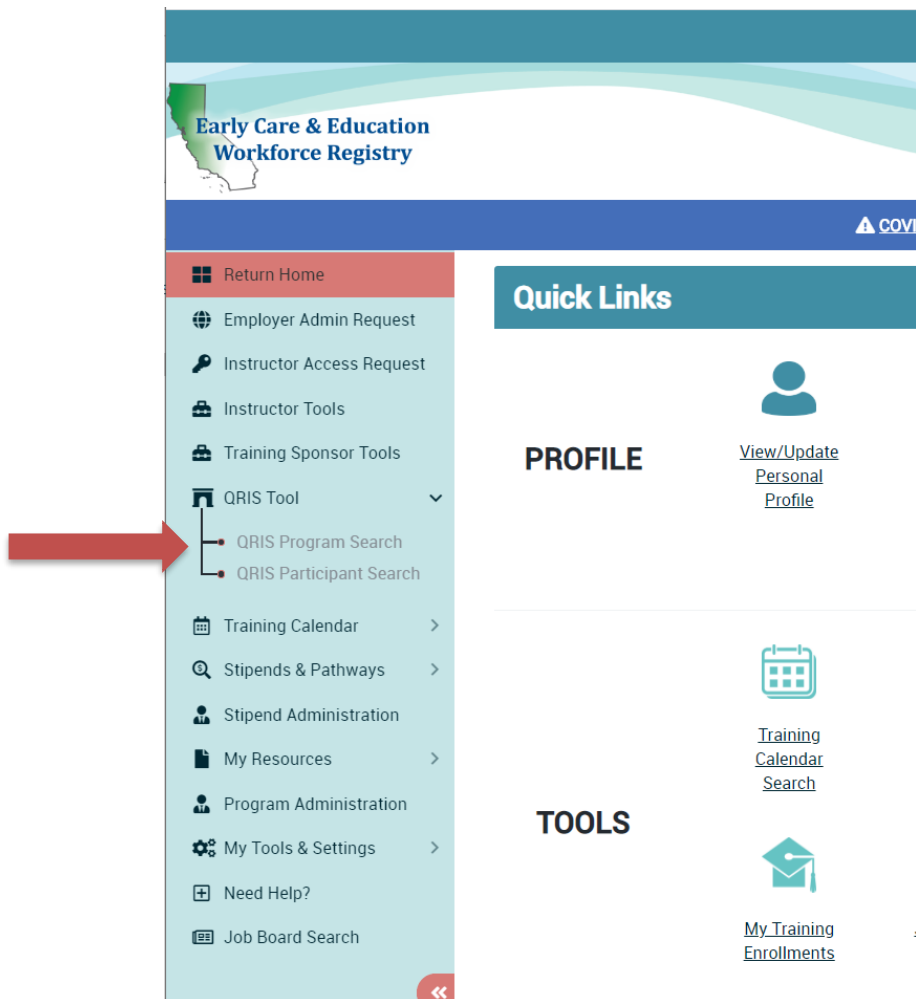 Early Care & Education
Workforce Registry
COVI
Return Home
Employer Admin Request
Instructor Access Request
Instructor Tools
Training Sponsor Tools
QRIS Tool
QRIS Program Search
QRIS Participant Search
Training Calendar
Stipends & Pathways
Stipend Administration
My Resources
Program Administration
My Tools & Settings
Need Help?
Job Board Search
Quick Links
PROFILE
View/Update
Personal
Profile
TOOLS
Training
Calendar
Search
My Training
Enrollments